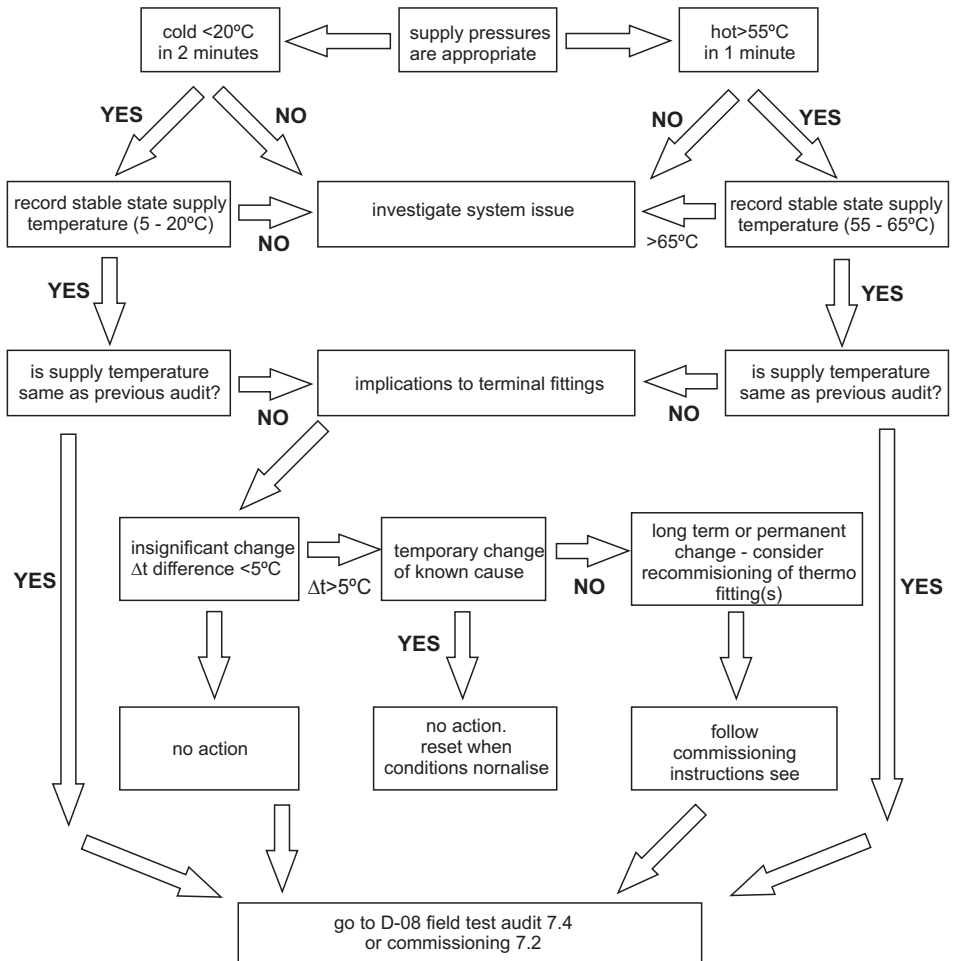 cold <20ºC
in 2 minutes
supply pressures
are appropriate
hot>55ºC
in 1 minute
YES
NO
NO
YES
record stable state supply
temperature (5 - 20ºC)
NO
investigate system issue
>65ºC
record stable state supply
temperature (55 - 65ºC)
YES
YES
is supply temperature
same as previous audit?
NO
implications to terminal fittings
NO
is supply temperature
same as previous audit?
YES
insignificant change
Δt difference <5ºC
Δt>5ºC
temporary change
of known cause
NO
long term or permanent
change - consider
recommisioning of thermo
fitting(s)
YES
YES
no action
no action.
reset when
conditions nornalise
follow
commissioning
instructions see
go to D-08 field test audit 7.4
or commissioning 7.2